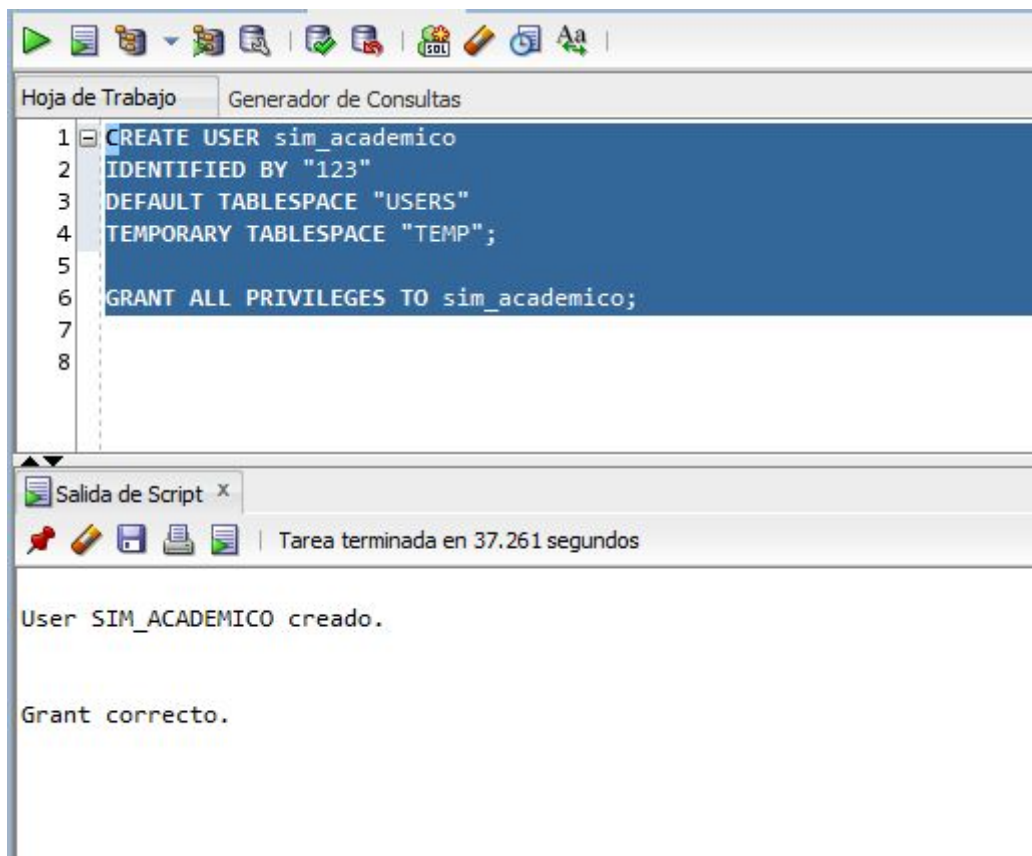 SQL
Aa
Hoja de Trabajo Generador de Consultas
1 CREATE USER sim_academico
2 IDENTIFIED BY "123"
3 DEFAULT TABLESPACE "USERS"
4 TEMPORARY TABLESPACE "TEMP";
5
6 GRANT ALL PRIVILEGES TO sim_academico;
7
8
Salida de Script x
Tarea terminada en 37.261 segundos
User SIM_ACADEMICO creado.
Grant correcto.